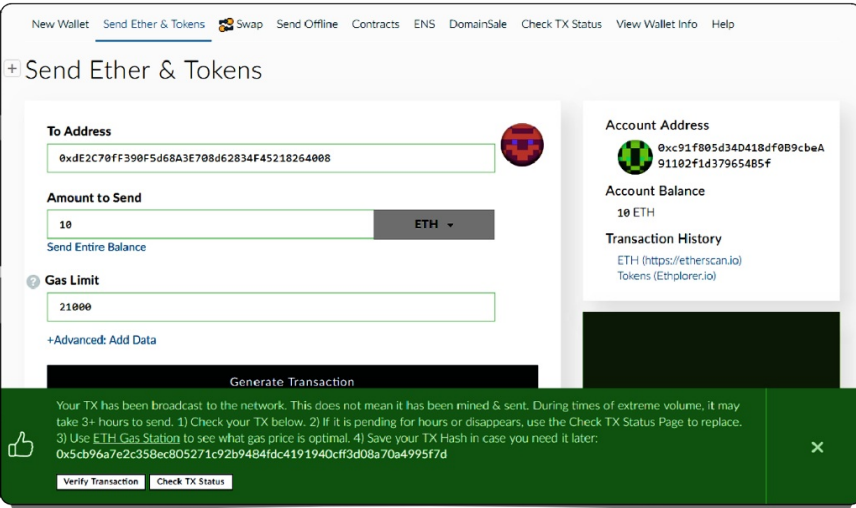 New Wallet Send Ether & Tokens Swap Send Offline Contracts ENS DomainSale Check TX Status View Wallet Info Help
+ Send Ether & Tokens
To Address
0xdE2C70fF390F5d68A3E708d62834F45218264008
Amount to Send
10 ETH
Send Entire Balance
? Gas Limit
21000
+Advanced: Add Data
Generate Transaction
Account Address
0xc91f805d34D418df0B9cbeA
91102f1d379654B5f
Account Balance
10 ETH
Transaction History
ETH (https://etherscan.io)
Tokens (Ethplorer.io)
Your TX has been broadcast to the network. This does not mean it has been mined & sent. During times of extreme volume, it may
take 3+ hours to send. 1) Check your TX below. 2) If it is pending for hours or disappears, use the Check TX Status Page to replace.
3) Use ETH Gas Station to see what gas price is optimal. 4) Save your TX Hash in case you need it later:
0x5cb96a7e2c358ec805271c92b9484fdc4191940cff3d08a70a4995f7d
Verify Transaction Check TX Status